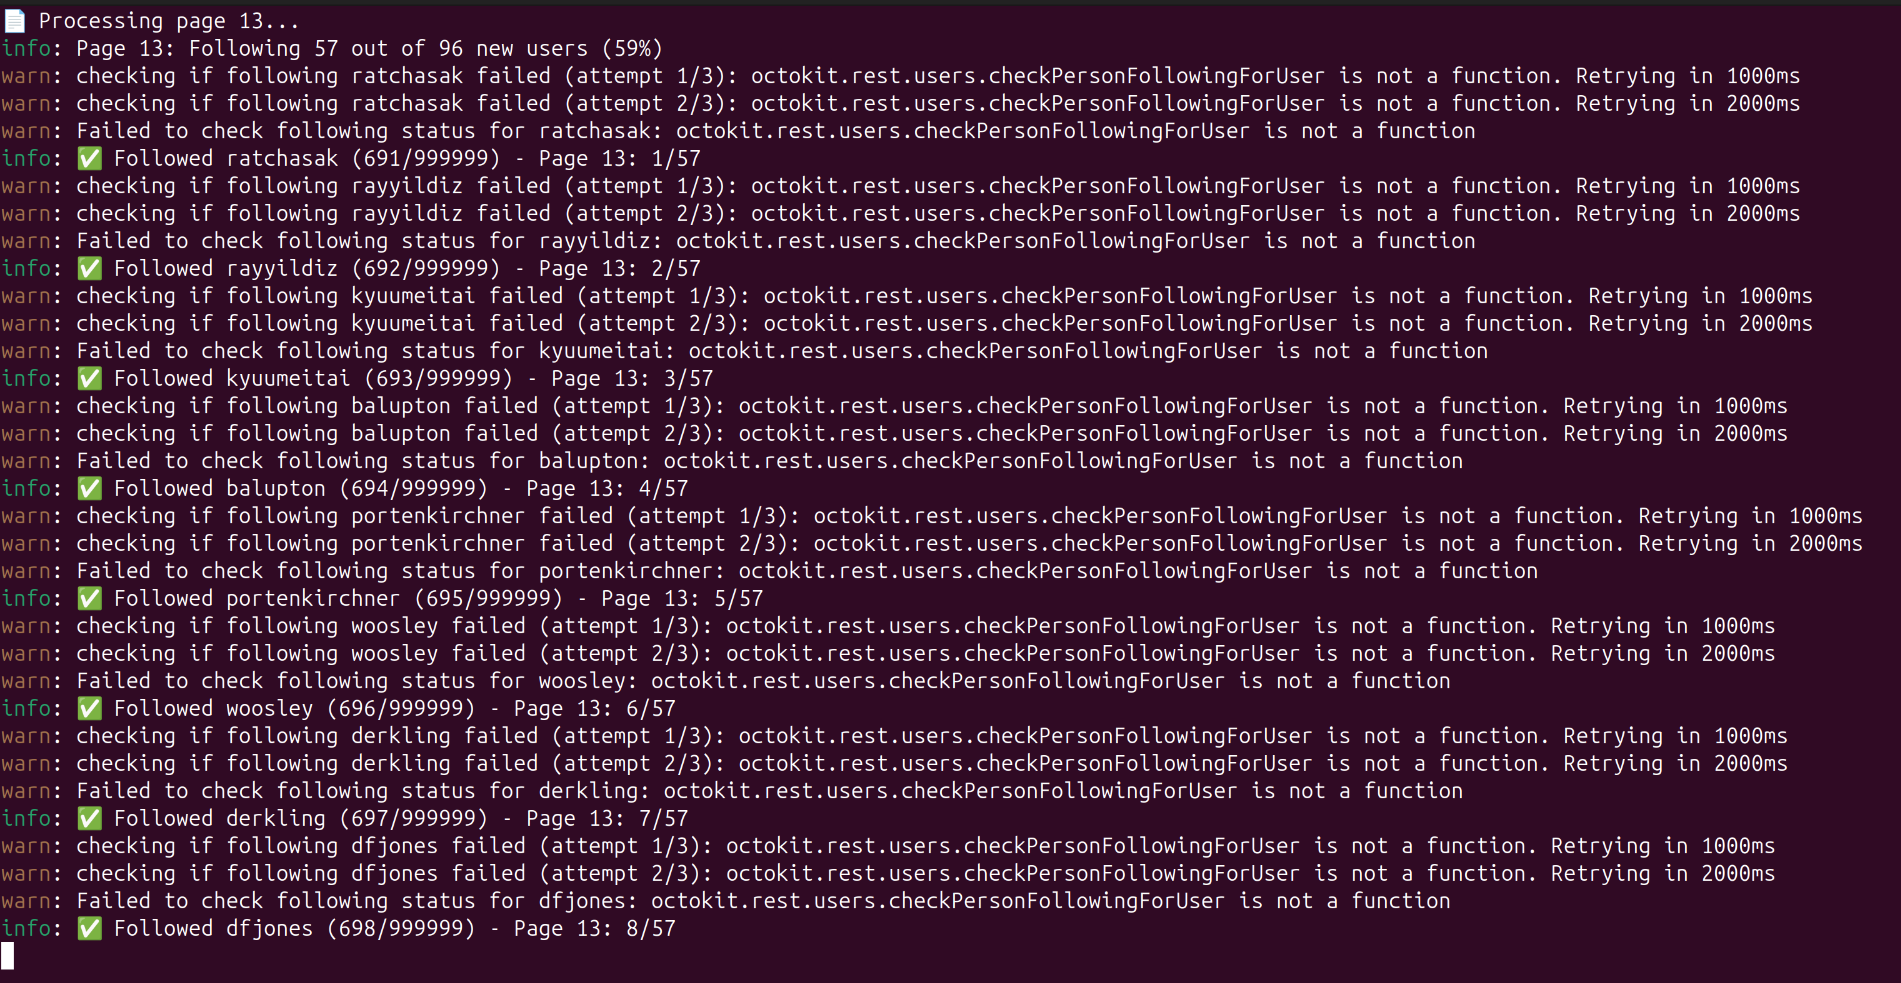 📄 Processing page 13...
info: Page 13: Following 57 out of 96 new users (59%)
warn: checking if following ratchasak failed (attempt 1/3): octokit.rest.users.checkPersonFollowingForUser is not a function. Retrying in 1000ms
warn: checking if following ratchasak failed (attempt 2/3): octokit.rest.users.checkPersonFollowingForUser is not a function. Retrying in 2000ms
warn: Failed to check following status for ratchasak: octokit.rest.users.checkPersonFollowingForUser is not a function
info: ✅ Followed ratchasak (691/999999) - Page 13: 1/57
warn: checking if following rayyildiz failed (attempt 1/3): octokit.rest.users.checkPersonFollowingForUser is not a function. Retrying in 1000ms
warn: checking if following rayyildiz failed (attempt 2/3): octokit.rest.users.checkPersonFollowingForUser is not a function. Retrying in 2000ms
warn: Failed to check following status for rayyildiz: octokit.rest.users.checkPersonFollowingForUser is not a function
info: ✅ Followed rayyildiz (692/999999) - Page 13: 2/57
warn: checking if following kyuumeitai failed (attempt 1/3): octokit.rest.users.checkPersonFollowingForUser is not a function. Retrying in 1000ms
warn: checking if following kyuumeitai failed (attempt 2/3): octokit.rest.users.checkPersonFollowingForUser is not a function. Retrying in 2000ms
warn: Failed to check following status for kyuumeitai: octokit.rest.users.checkPersonFollowingForUser is not a function
info: ✅ Followed kyuumeitai (693/999999) - Page 13: 3/57
warn: checking if following balupton failed (attempt 1/3): octokit.rest.users.checkPersonFollowingForUser is not a function. Retrying in 1000ms
warn: checking if following balupton failed (attempt 2/3): octokit.rest.users.checkPersonFollowingForUser is not a function. Retrying in 2000ms
warn: Failed to check following status for balupton: octokit.rest.users.checkPersonFollowingForUser is not a function
info: ✅ Followed balupton (694/999999) - Page 13: 4/57
warn: checking if following portenkirchner failed (attempt 1/3): octokit.rest.users.checkPersonFollowingForUser is not a function. Retrying in 1000ms
warn: checking if following portenkirchner failed (attempt 2/3): octokit.rest.users.checkPersonFollowingForUser is not a function. Retrying in 2000ms
warn: Failed to check following status for portenkirchner: octokit.rest.users.checkPersonFollowingForUser is not a function
info: ✅ Followed portenkirchner (695/999999) - Page 13: 5/57
warn: checking if following woosley failed (attempt 1/3): octokit.rest.users.checkPersonFollowingForUser is not a function. Retrying in 1000ms
warn: checking if following woosley failed (attempt 2/3): octokit.rest.users.checkPersonFollowingForUser is not a function. Retrying in 2000ms
warn: Failed to check following status for woosley: octokit.rest.users.checkPersonFollowingForUser is not a function
info: ✅ Followed woosley (696/999999) - Page 13: 6/57
warn: checking if following derkling failed (attempt 1/3): octokit.rest.users.checkPersonFollowingForUser is not a function. Retrying in 1000ms
warn: checking if following derkling failed (attempt 2/3): octokit.rest.users.checkPersonFollowingForUser is not a function. Retrying in 2000ms
warn: Failed to check following status for derkling: octokit.rest.users.checkPersonFollowingForUser is not a function
info: ✅ Followed derkling (697/999999) - Page 13: 7/57
warn: checking if following dfjones failed (attempt 1/3): octokit.rest.users.checkPersonFollowingForUser is not a function. Retrying in 1000ms
warn: checking if following dfjones failed (attempt 2/3): octokit.rest.users.checkPersonFollowingForUser is not a function. Retrying in 2000ms
warn: Failed to check following status for dfjones: octokit.rest.users.checkPersonFollowingForUser is not a function
info: ✅ Followed dfjones (698/999999) - Page 13: 8/57